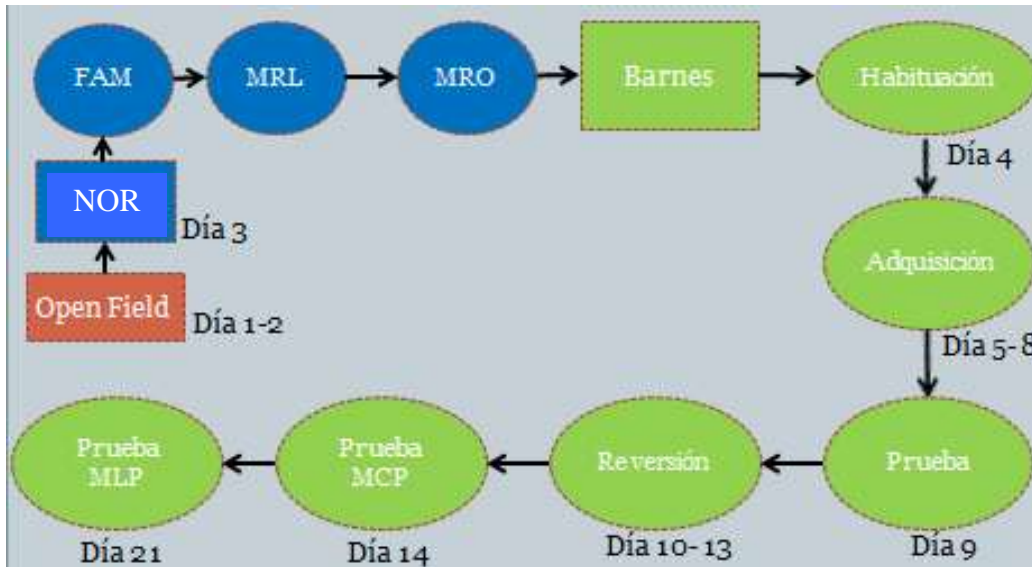 FAM
MRL
MRO
Barnes
Habituación
Día 4
NOR
Día 3
Adquisición
Open Field
Día 1-2
Día 5-8
Prueba
MLP
Prueba
MCP
Reversión
Prueba
Día 21
Día 14
Día 10-13
Día 9